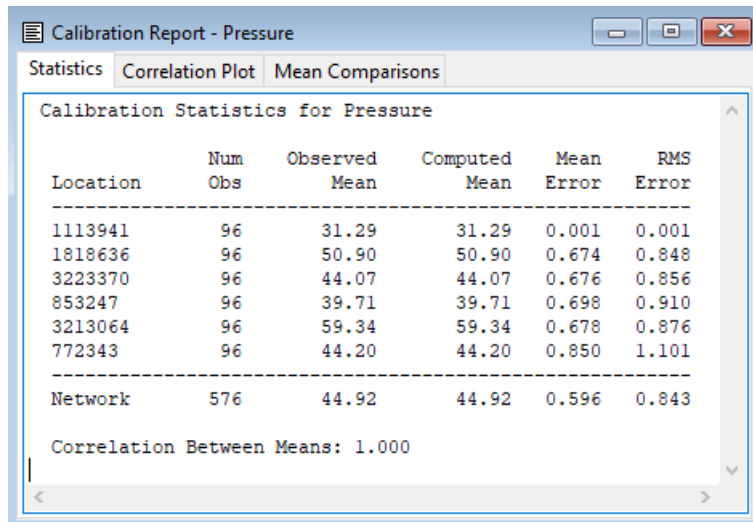 Calibration Report - Pressure
Statistics Correlation Plot Mean Comparisons
Calibration Statistics for Pressure
Num Observed Computed Mean RMS
Location Obs Mean Mean Error Error
---------------------------------------------------------------
1113941 96 31.29 31.29 0.001 0.001
1818636 96 50.90 50.90 0.674 0.848
3223370 96 44.07 44.07 0.676 0.856
853247 96 39.71 39.71 0.698 0.910
3213064 96 59.34 59.34 0.678 0.876
772343 96 44.20 44.20 0.850 1.101
---------------------------------------------------------------
Network 576 44.92 44.92 0.596 0.843
Correlation Between Means: 1.000